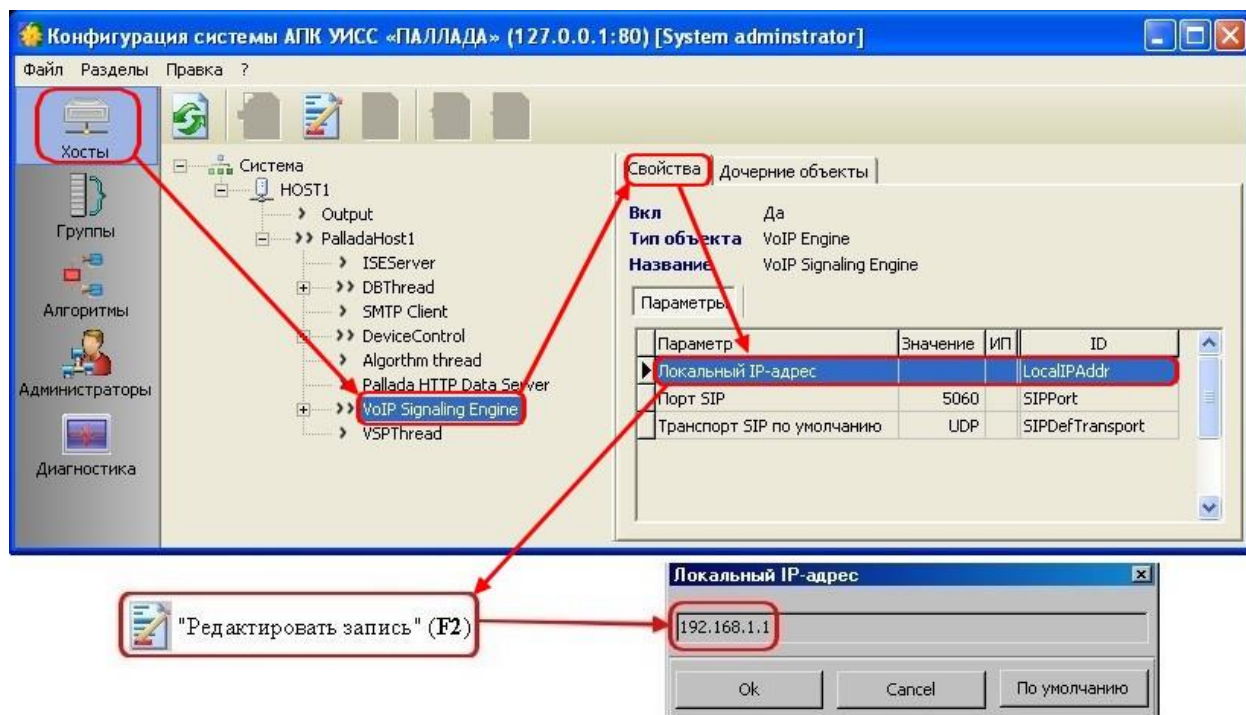 Конфигурация системы АПК УИСС «ПАЛЛАДА» (127.0.0.1:80) [System adminstrator]
Файл Разделы Правка ?
Хосты
Группы
Алгоритмы
Администраторы
Диагностика
Система
HOST1
Output
PalladaHost1
ISEServer
DBThread
SMTP Client
DeviceControl
Algorthm thread
Pallada HTTP Data Server
VoIP Signaling Engine
VSPThread
Свойства Дочерние объекты
Вкл Да
Тип объекта VoIP Engine
Название VoIP Signaling Engine
Параметры
Параметр Значение ИП ID
Локальный IP-адрес LocalIPAddr
Порт SIP 5060 SIPPort
Транспорт SIP по умолчанию UDP SIPDefTransport
"Редактировать запись" (F2)
Локальный IP-адрес
192.168.1.1
Ok Cancel По умолчанию